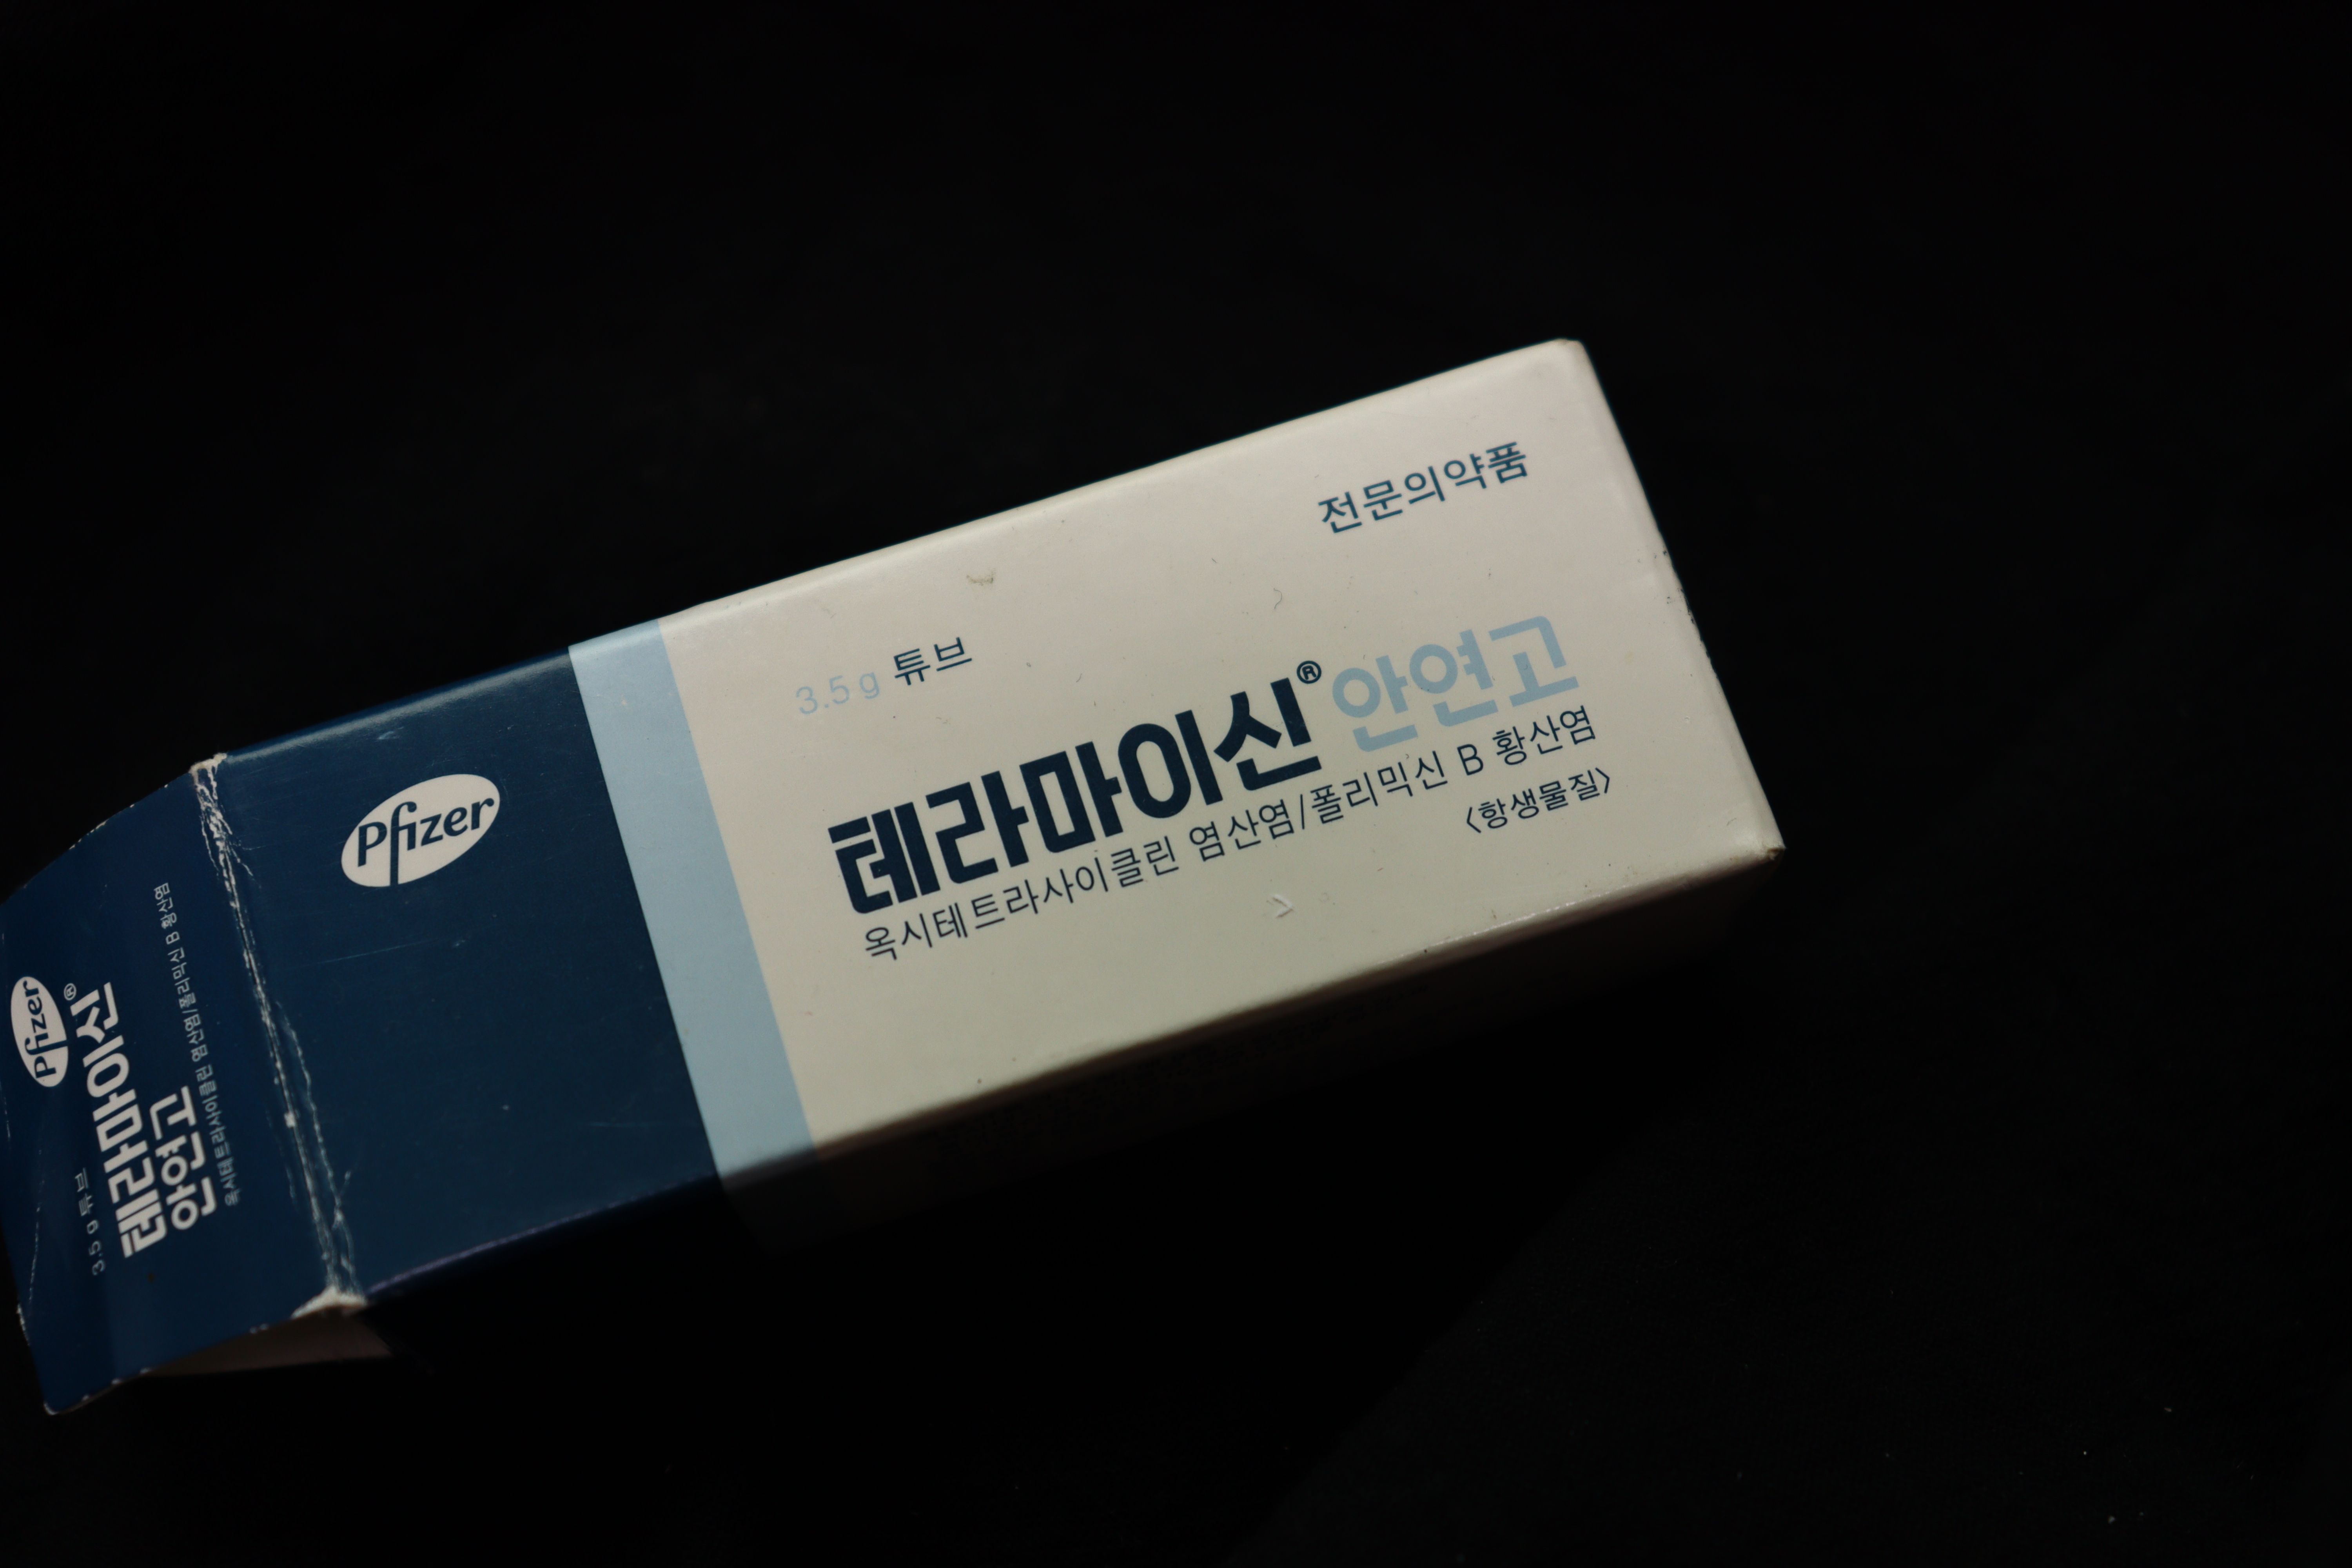 전문의약품
3.5 g 튜브
테라마이신® 안연고
옥시테트라사이클린 염산염/폴리믹신 B 황산염
<항생물질>
Pfizer
Pfizer
3.5 g 튜브
테라마이신®
안연고
옥시테트라사이클린 염산염/폴리믹신 B 황산염